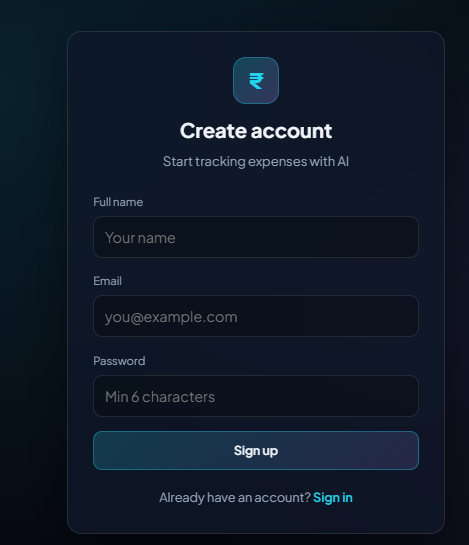 ₹
Create account
Start tracking expenses with AI
Full name
Your name
Email
you@example.com
Password
Min 6 characters
Sign up
Already have an account? Sign in